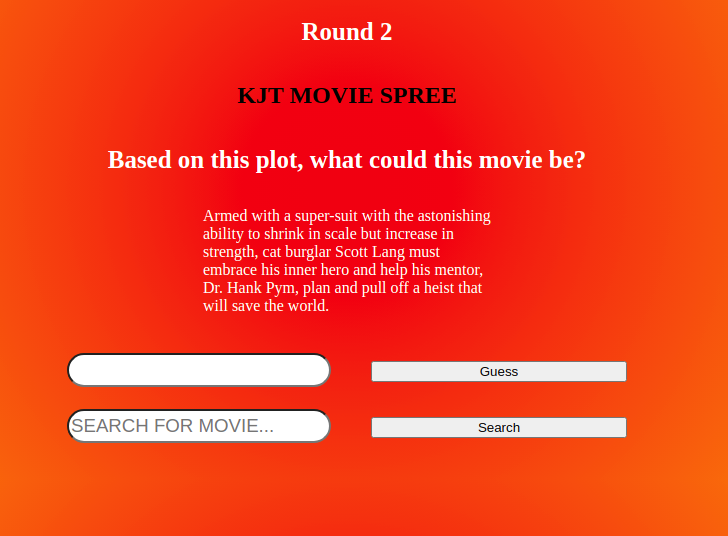 Round 2
KJT MOVIE SPREE
Based on this plot, what could this movie be?
Armed with a super-suit with the astonishing
ability to shrink in scale but increase in
strength, cat burglar Scott Lang must
embrace his inner hero and help his mentor,
Dr. Hank Pym, plan and pull off a heist that
will save the world.
Guess
SEARCH FOR MOVIE...
Search